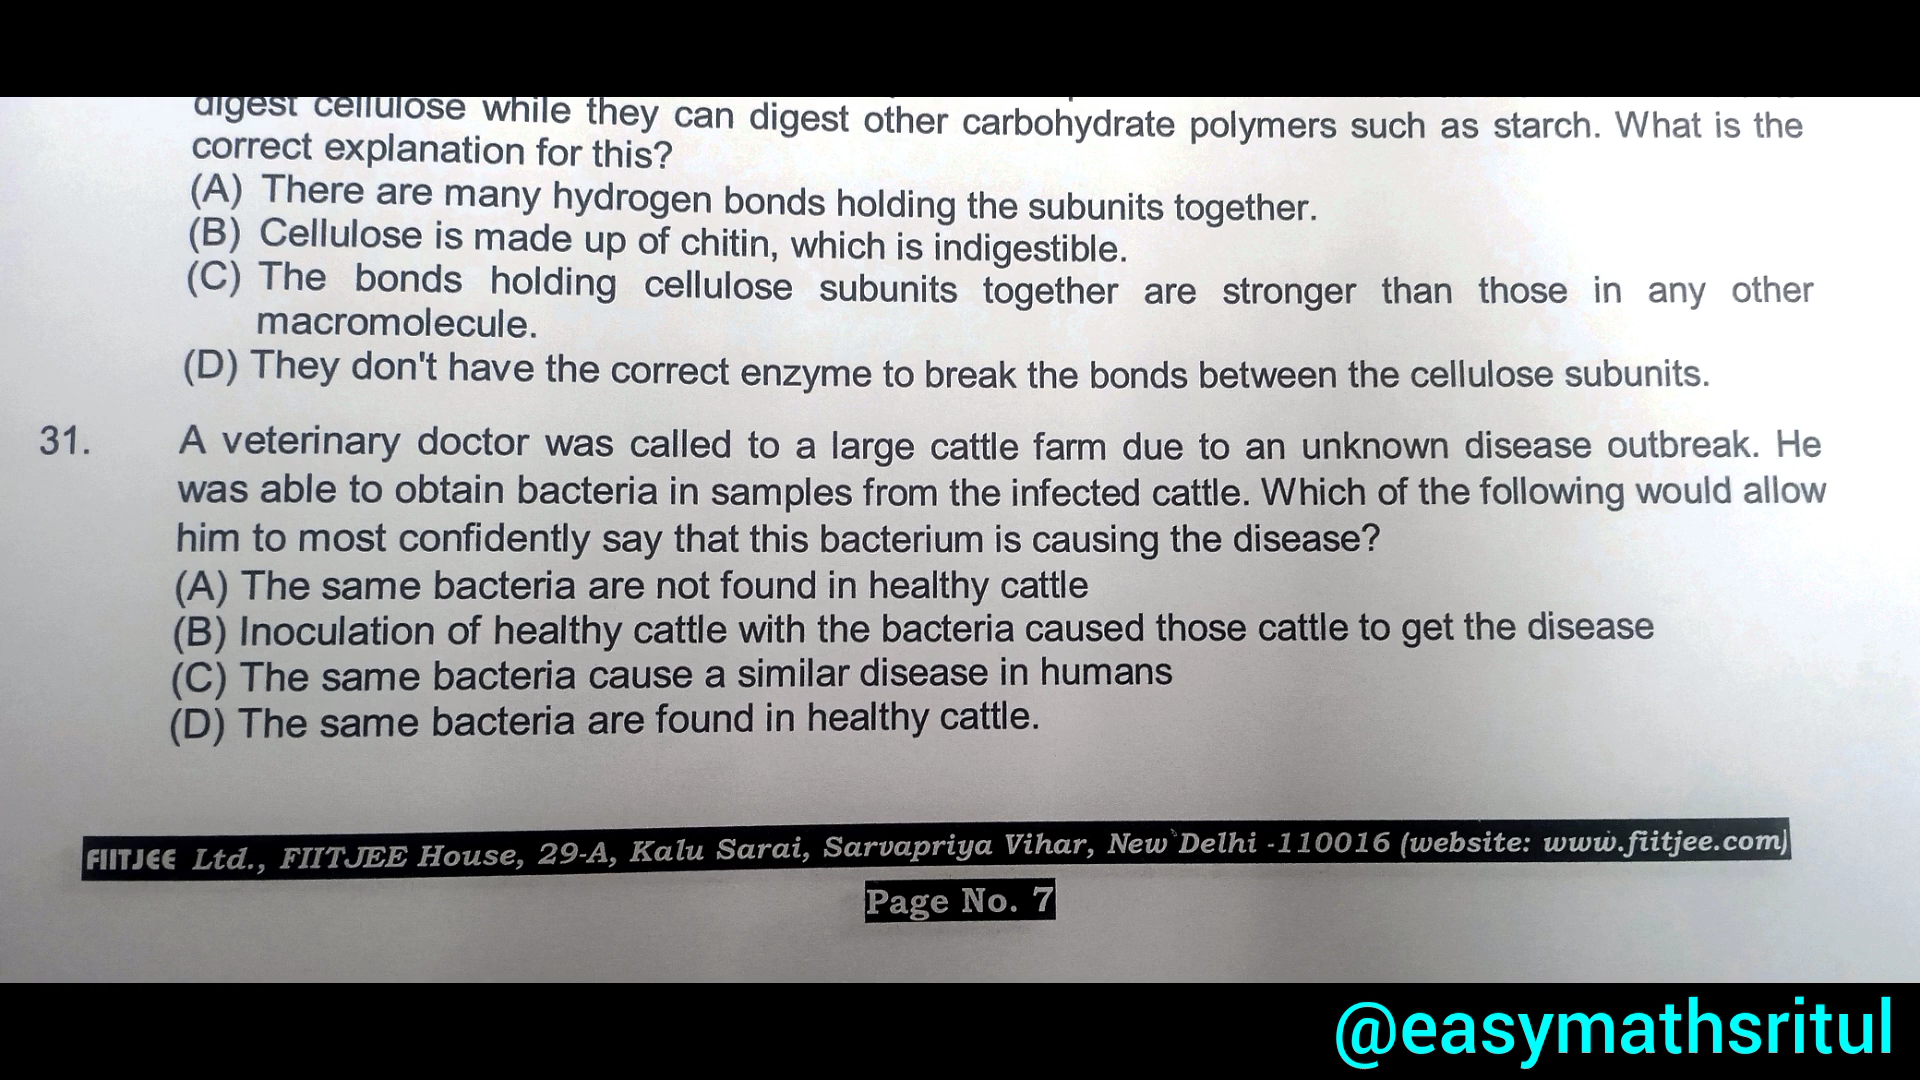 digest cellulose while they can digest other carbohydrate polymers such as starch. What is the
correct explanation for this?
(A) There are many hydrogen bonds holding the subunits together.
(B) Cellulose is made up of chitin, which is indigestible.
(C) The bonds holding cellulose subunits together are stronger than those in any other
macromolecule.
(D) They don't have the correct enzyme to break the bonds between the cellulose subunits.
31. A veterinary doctor was called to a large cattle farm due to an unknown disease outbreak. He
was able to obtain bacteria in samples from the infected cattle. Which of the following would allow
him to most confidently say that this bacterium is causing the disease?
(A) The same bacteria are not found in healthy cattle
(B) Inoculation of healthy cattle with the bacteria caused those cattle to get the disease
(C) The same bacteria cause a similar disease in humans
(D) The same bacteria are found in healthy cattle.
FIITJEE Ltd., FIITJEE House, 29-A, Kalu Sarai, Sarvapriya Vihar, New Delhi -110016 (website: www.fiitjee.com)
Page No. 7
@easymathsritul